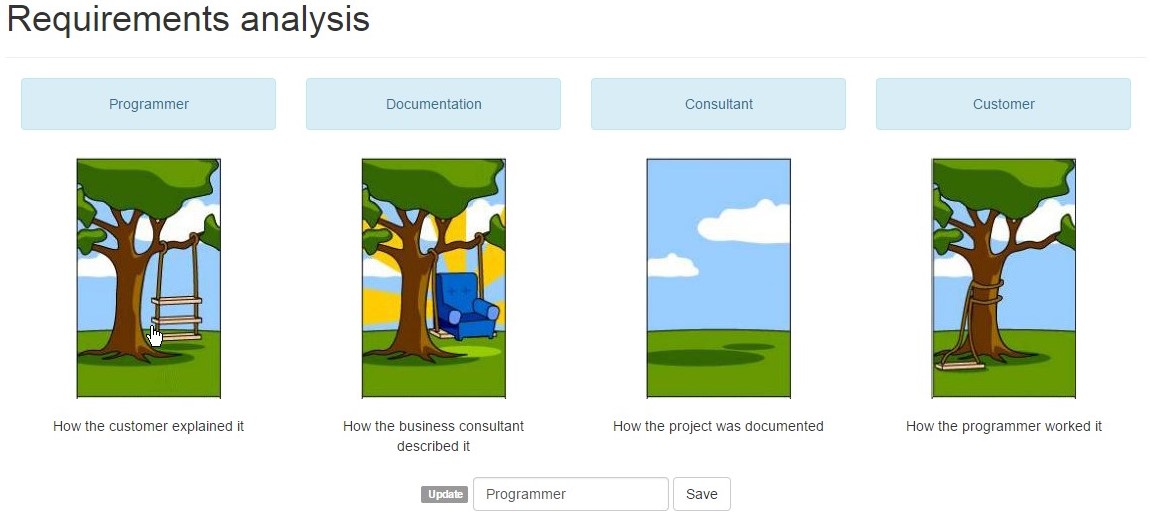 Requirements analysis
Programmer
Documentation
Consultant
Customer
How the customer explained it
How the business consultant
described it
How the project was documented
How the programmer worked it
Update
Programmer
Save